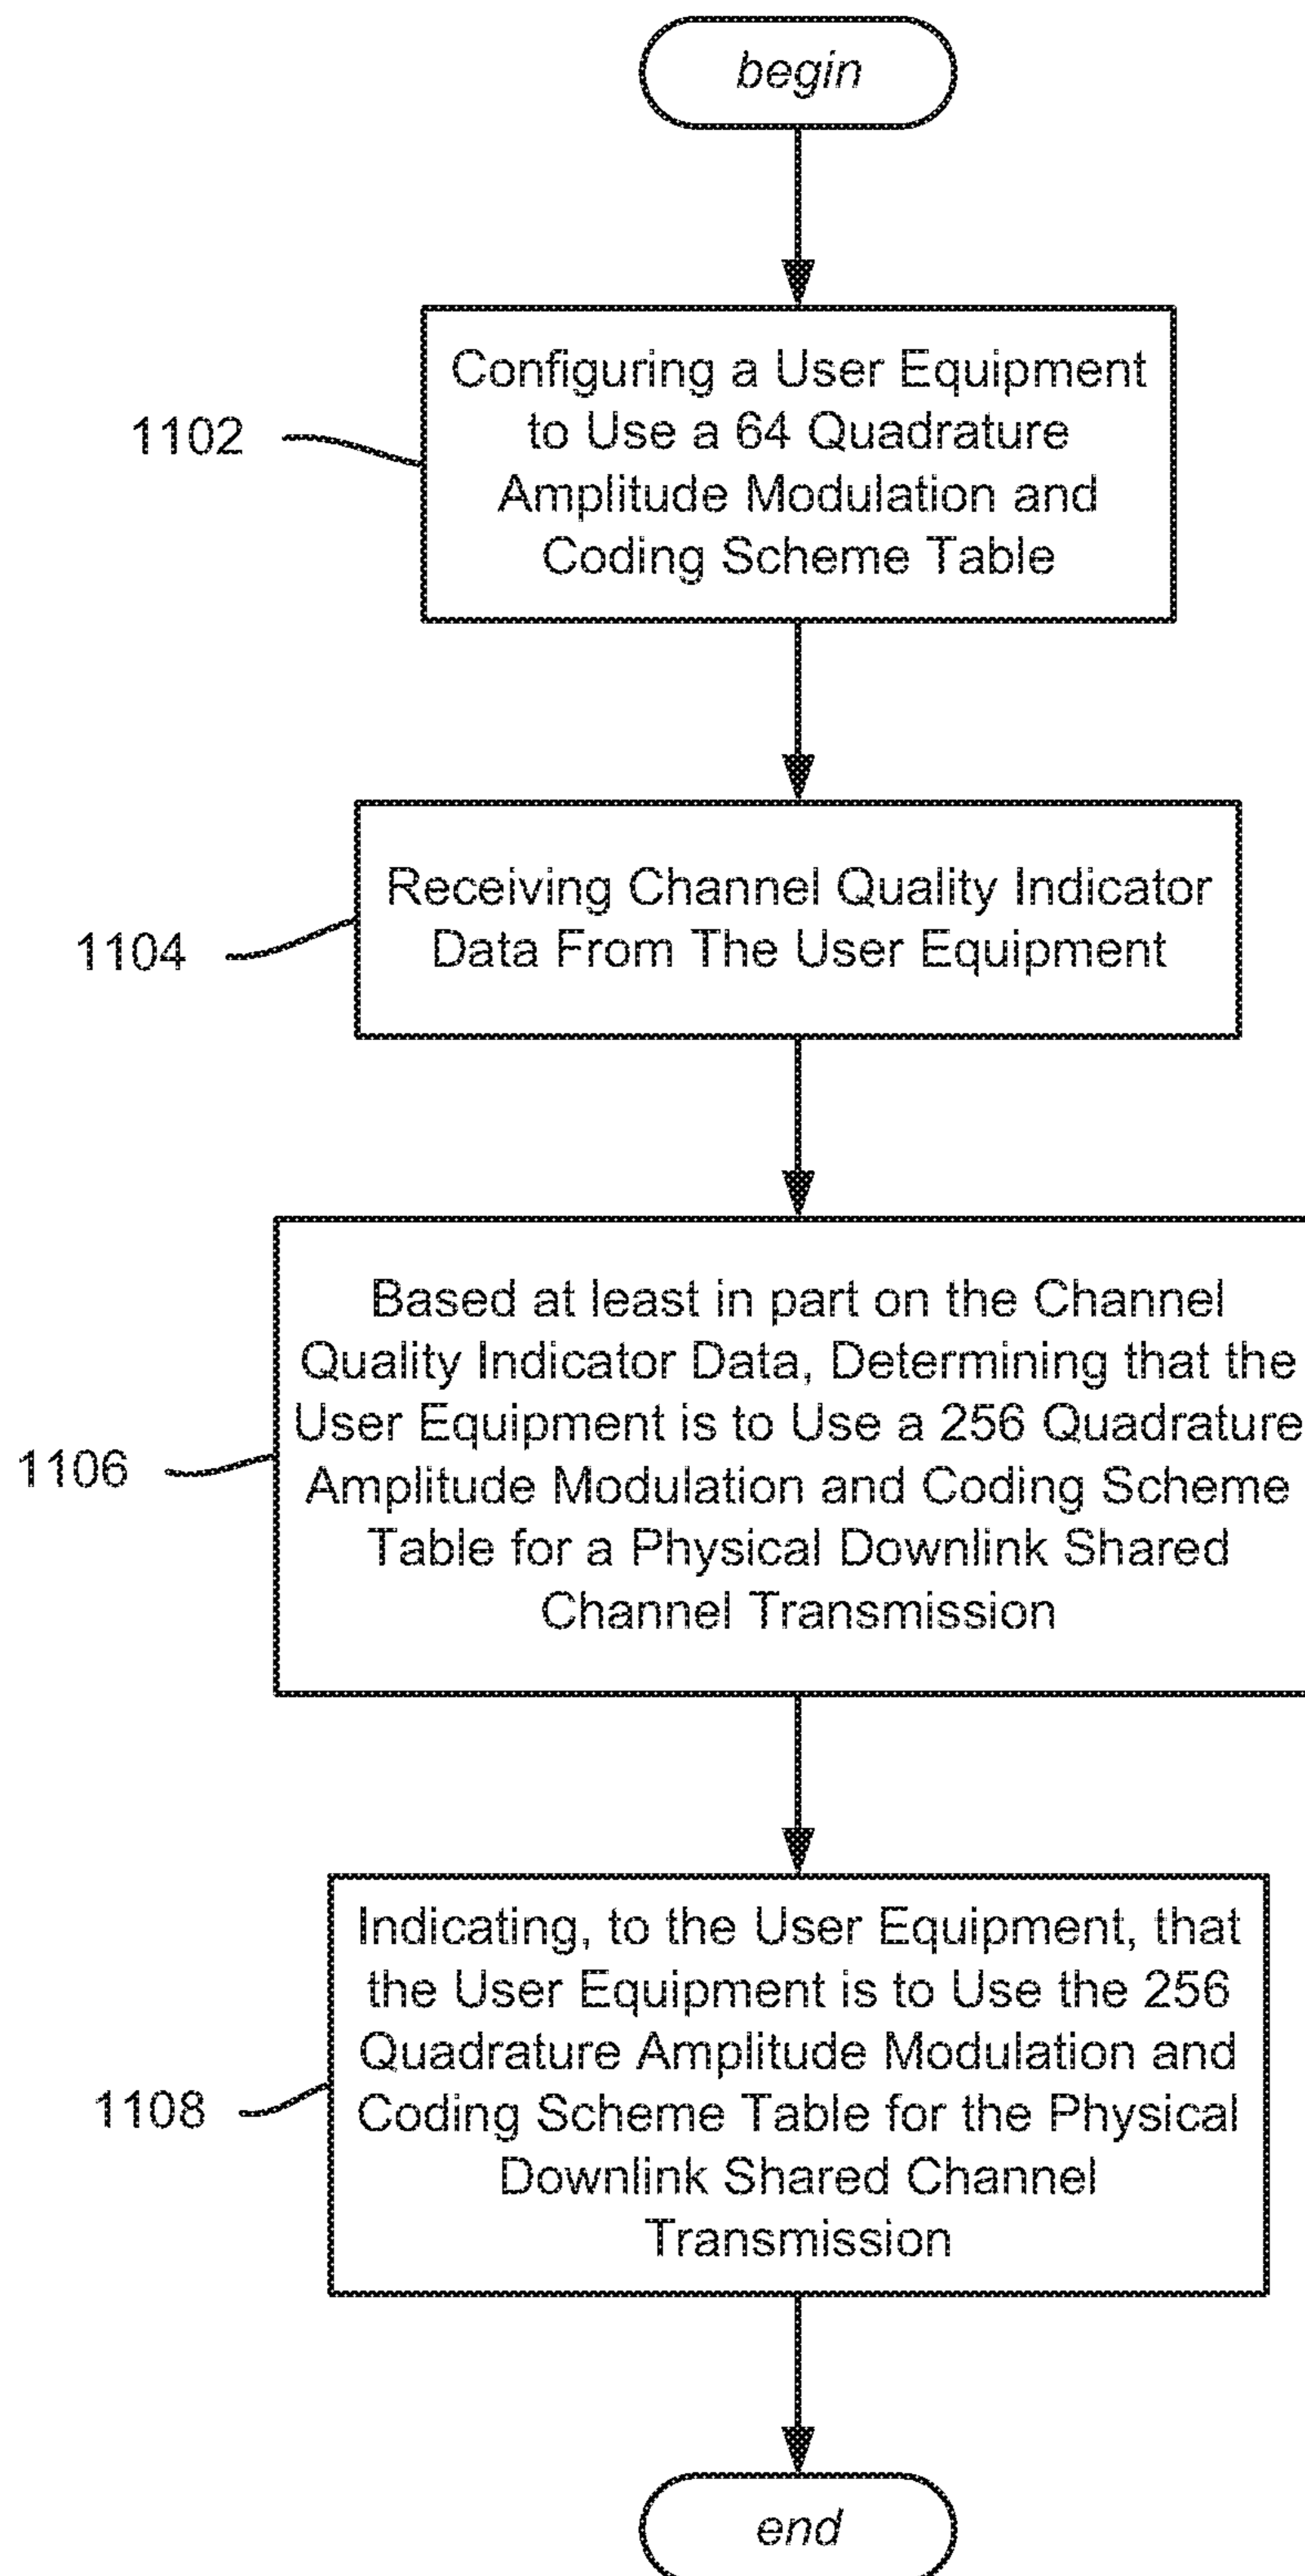 begin
Configuring a User Equipment
to Use a 64 Quadrature
Amplitude Modulation and
Coding Scheme Table
1102
Receiving Channel Quality Indicator
Data From The User Equipment
1104
Based at least in part on the Channel
Quality Indicator Data, Determining that the
User Equipment is to Use a 256 Quadrature
Amplitude Modulation and Coding Scheme
Table for a Physical Downlink Shared
Channel Transmission
1106
Indicating, to the User Equipment, that
the User Equipment is to Use the 256
Quadrature Amplitude Modulation and
Coding Scheme Table for the Physical
Downlink Shared Channel
Transmission
1108
end